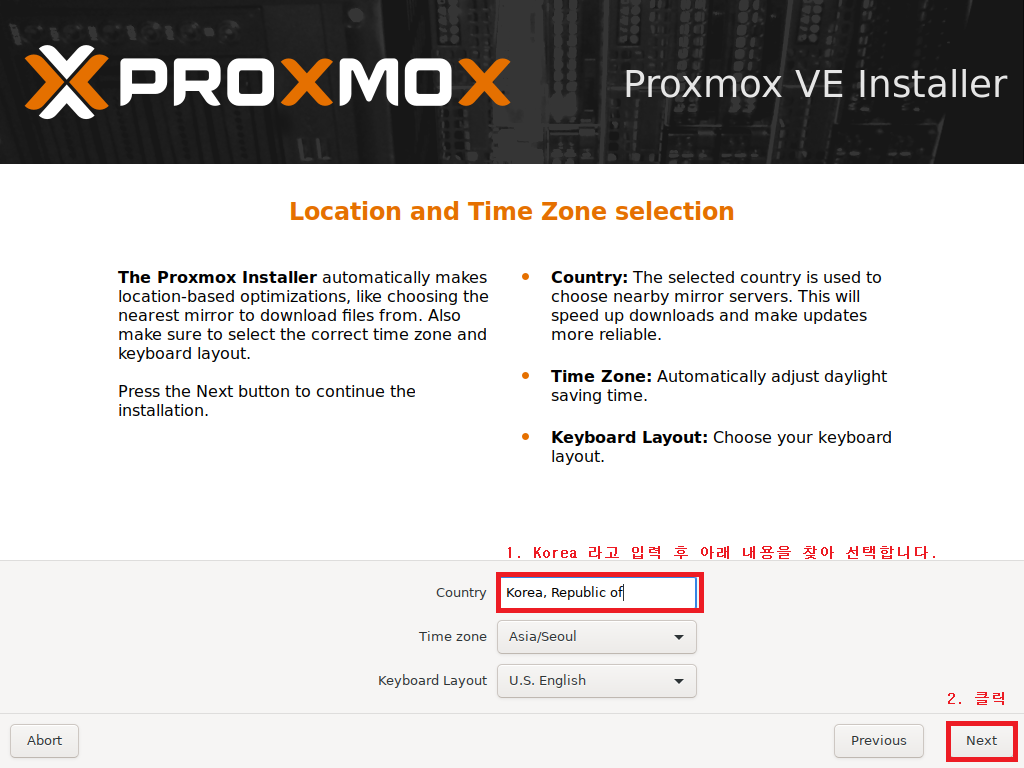 PROXMOX
Proxmox VE Installer
Location and Time Zone selection
The Proxmox Installer automatically makes
location-based optimizations, like choosing the
nearest mirror to download files from. Also
make sure to select the correct time zone and
keyboard layout.
Press the Next button to continue the
installation.
Country: The selected country is used to
choose nearby mirror servers. This will
speed up downloads and make updates
more reliable.
Time Zone: Automatically adjust daylight
saving time.
Keyboard Layout: Choose your keyboard
layout.
1. Korea 라고 입력 후 아래 내용을 찾아 선택합니다.
Country Korea, Republic of
Time zone Asia/Seoul
Keyboard Layout U.S. English
2. 클릭
Abort Previous Next